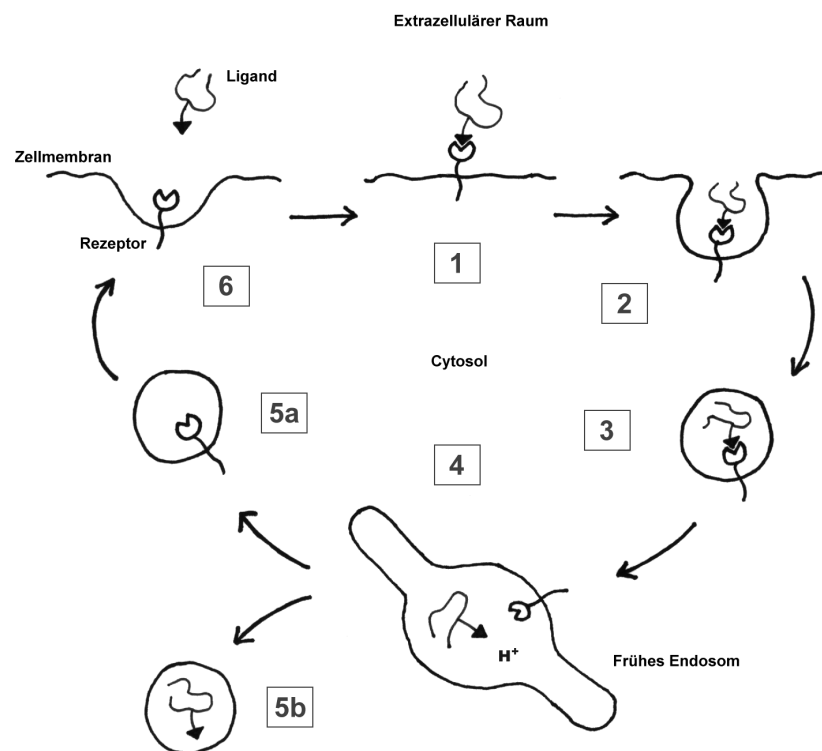 Extrazellulärer Raum
Ligand
Zellmembran
Rezeptor
1
6
2
Cytosol
5a
3
4
H⁺
Frühes Endosom
5b